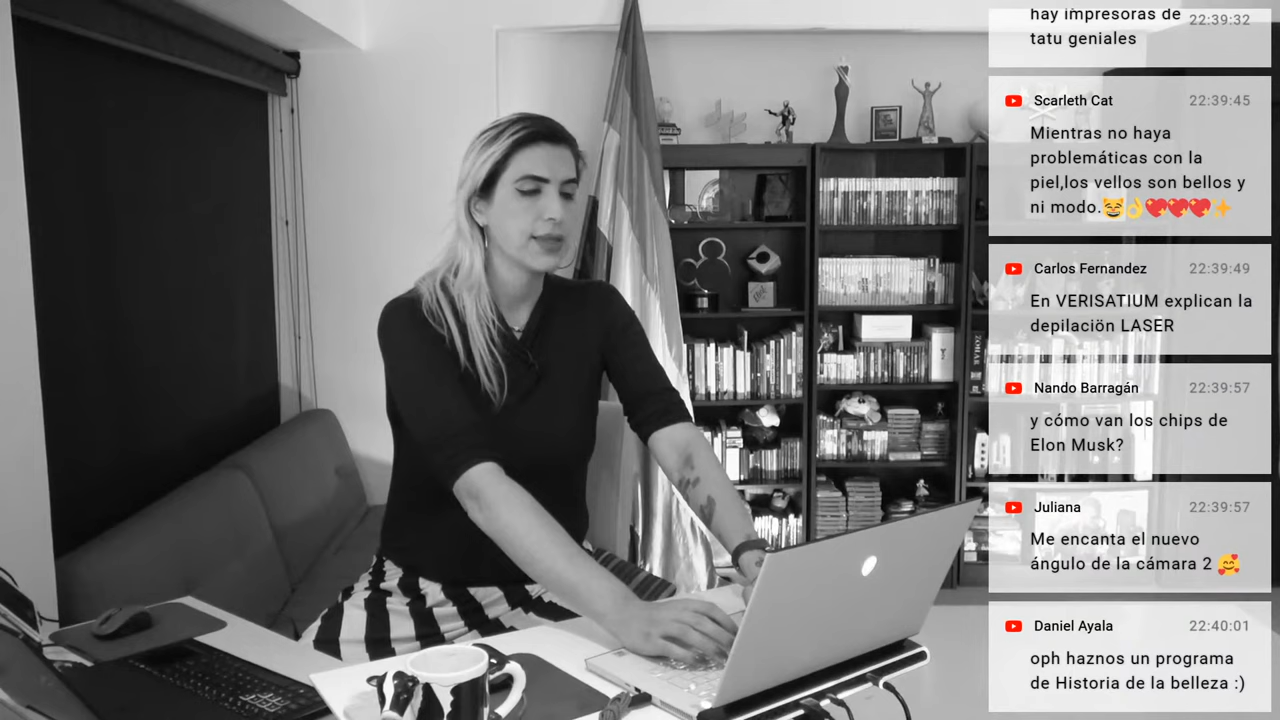 hay impresoras de 22:39:32
tatu geniales
Scarleth Cat 22:39:45
Mientras no haya
problemáticas con la
piel,los vellos son bellos y
ni modo.😸👌💖💖💖✨
Carlos Fernandez 22:39:49
En VERISATIUM explican la
depilaciön LASER
Nando Barragán 22:39:57
y cómo van los chips de
Elon Musk?
Juliana 22:39:57
Me encanta el nuevo
ángulo de la cámara 2 🥰
Daniel Ayala 22:40:01
oph haznos un programa
de Historia de la belleza :)